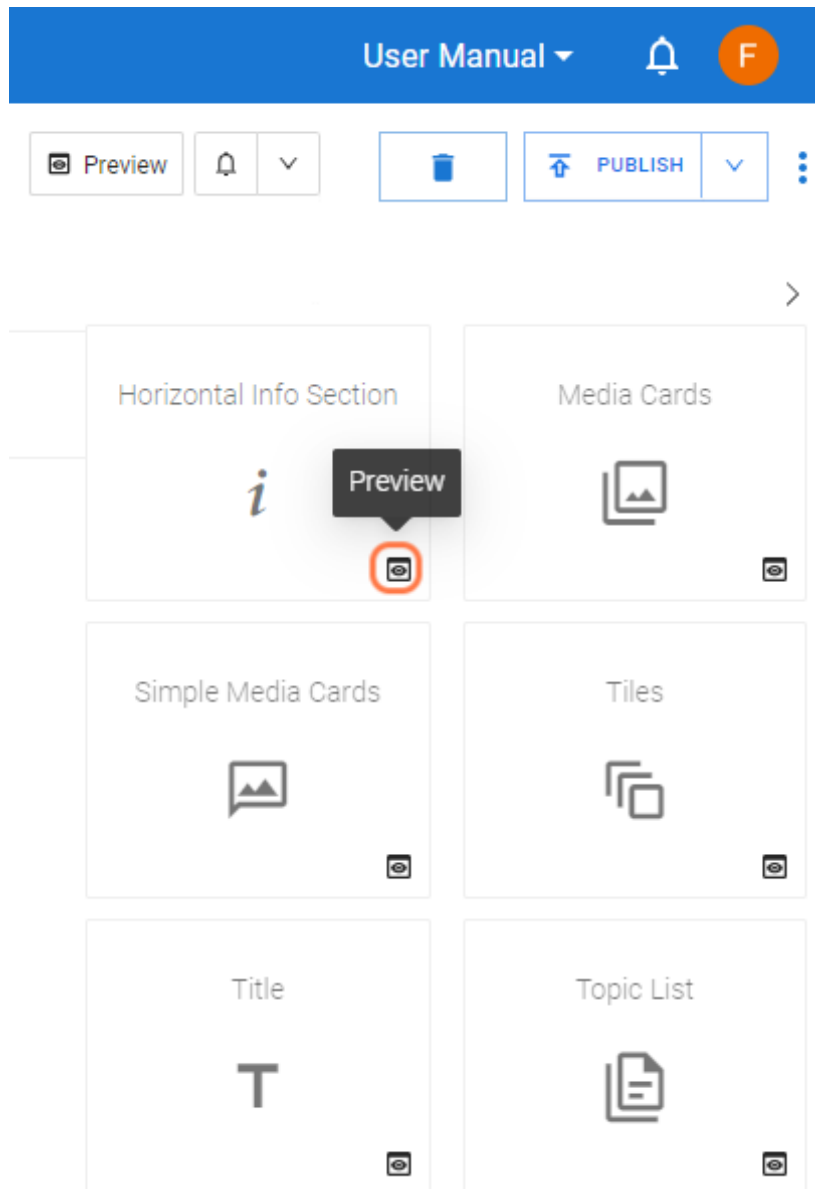 User Manual
F
Preview
PUBLISH
Horizontal Info Section
Media Cards
i
Preview
Simple Media Cards
Tiles
Title
Topic List
T